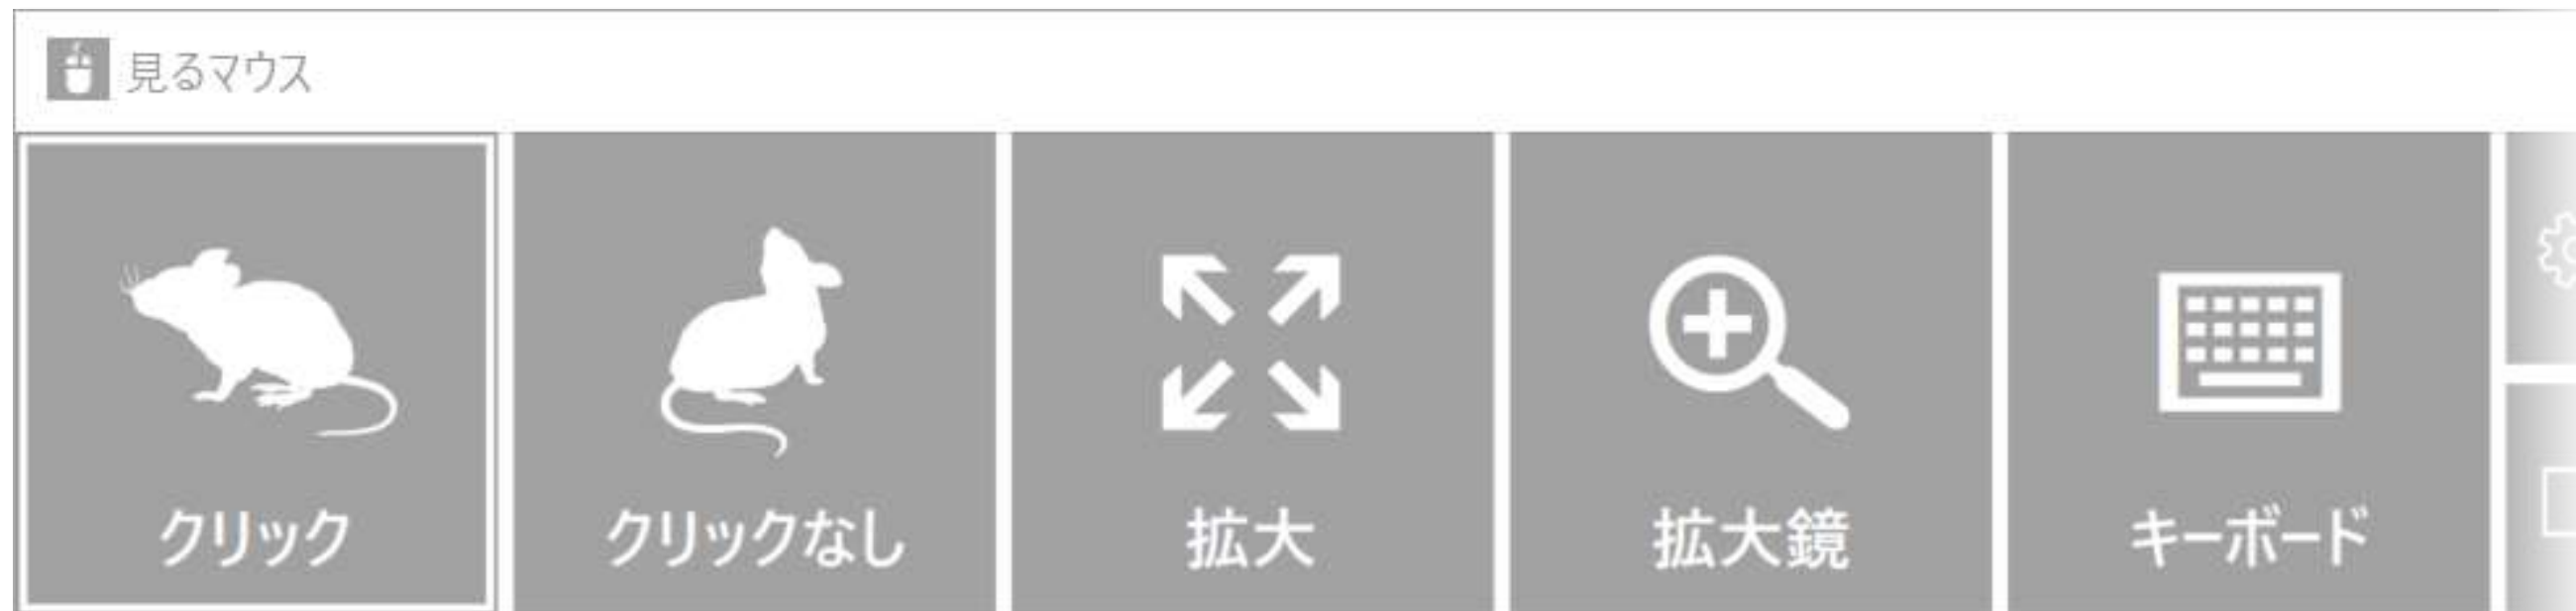 見るマウス
クリック
クリックなし
拡大
拡大鏡
キーボード